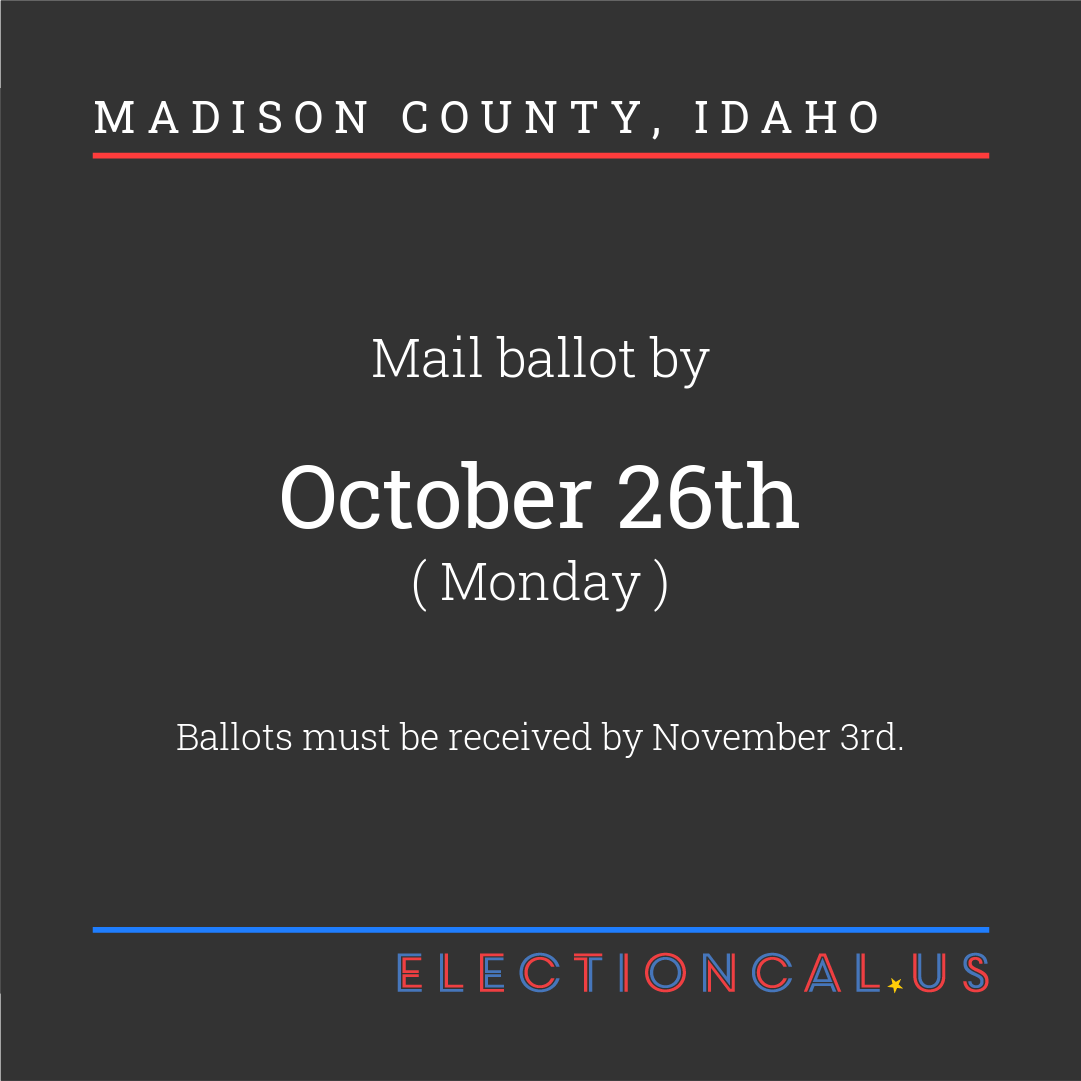 MADISON COUNTY, IDAHO
Mail ballot by
October 26th
( Monday )
Ballots must be received by November 3rd.
ELECTIONCAL.US